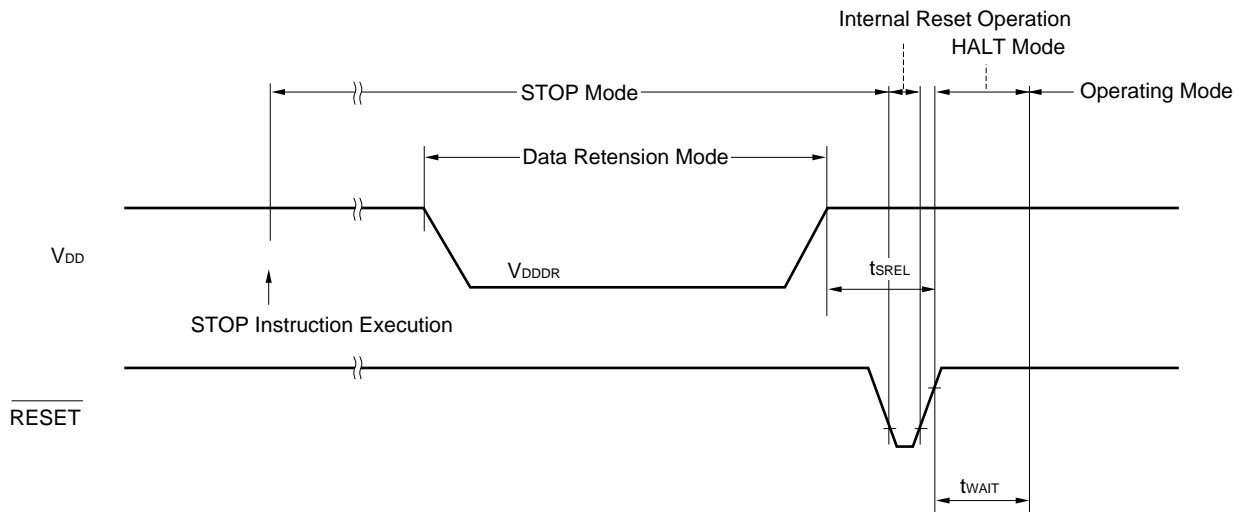 Internal Reset Operation
HALT Mode
STOP Mode
Operating Mode
Data Retension Mode
VDD
VDDDR
tSREL
STOP Instruction Execution
RESET
tWAIT